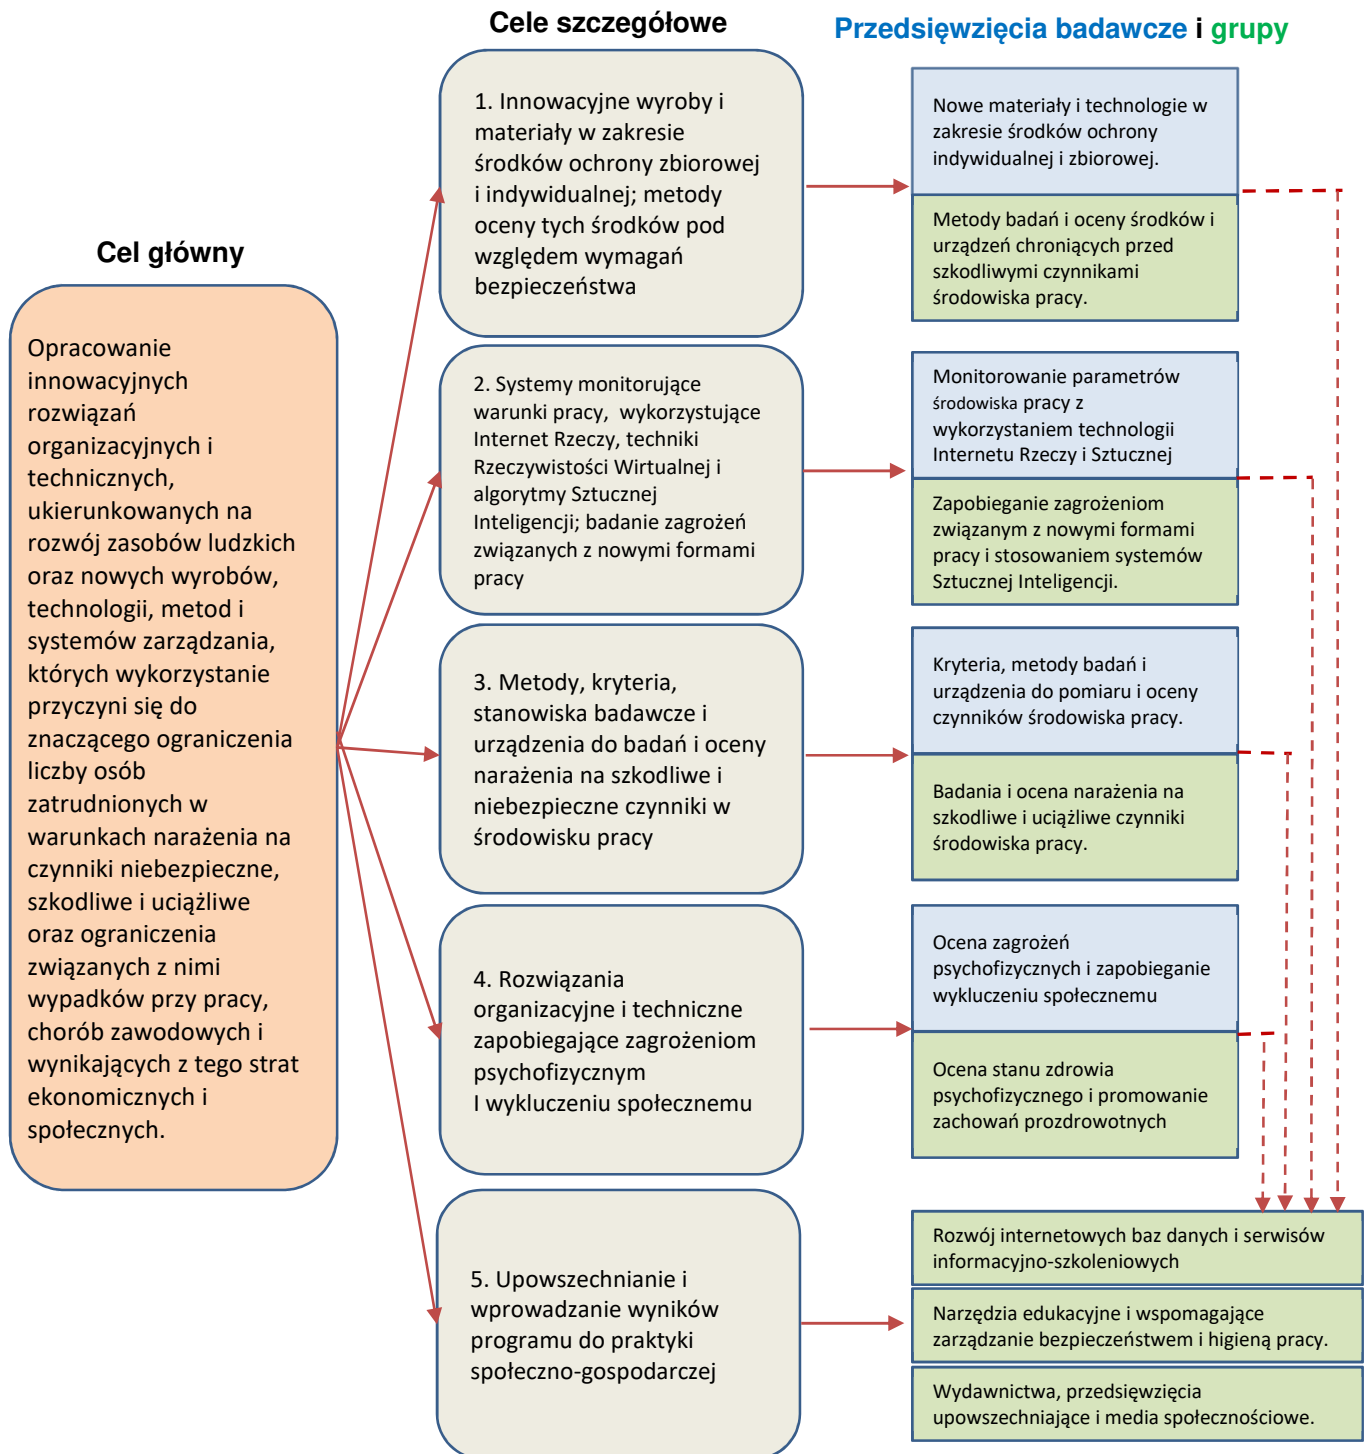 Cele szczegółowe
Przedsięwzięcia badawcze i grupy
Cel główny
Opracowanie
innowacyjnych
rozwiązań
organizacyjnych i
technicznych,
ukierunkowanych na
rozwój zasobów ludzkich
oraz nowych wyrobów,
technologii, metod i
systemów zarządzania,
których wykorzystanie
przyczyni się do
znaczącego ograniczenia
liczby osób
zatrudnionych w
warunkach narażenia na
czynniki niebezpieczne,
szkodliwe i uciążliwe
oraz ograniczenia
związanych z nimi
wypadków przy pracy,
chorób zawodowych i
wynikających z tego strat
ekonomicznych i
społecznych.
1. Innowacyjne wyroby i
materiały w zakresie
środków ochrony zbiorowej
i indywidualnej; metody
oceny tych środków pod
względem wymagań
bezpieczeństwa
Nowe materiały i technologie w
zakresie środków ochrony
indywidualnej i zbiorowej.
Metody badań i oceny środków i
urządzeń chroniących przed
szkodliwymi czynnikami
środowiska pracy.
2. Systemy monitorujące
warunki pracy, wykorzystujące
Internet Rzeczy, techniki
Rzeczywistości Wirtualnej i
algorytmy Sztucznej
Inteligencji; badanie zagrożeń
związanych z nowymi formami
pracy
Monitorowanie parametrów
środowiska pracy z
wykorzystaniem technologii
Internetu Rzeczy i Sztucznej
Zapobieganie zagrożeniom
związanym z nowymi formami
pracy i stosowaniem systemów
Sztucznej Inteligencji.
3. Metody, kryteria,
stanowiska badawcze i
urządzenia do badań i oceny
narażenia na szkodliwe i
niebezpieczne czynniki w
środowisku pracy
Kryteria, metody badań i
urządzenia do pomiaru i oceny
czynników środowiska pracy.
Badania i ocena narażenia na
szkodliwe i uciążliwe czynniki
środowiska pracy.
4. Rozwiązania
organizacyjne i techniczne
zapobiegające zagrożeniom
psychofizycznym
I wykluczeniu społecznemu
Ocena zagrożeń
psychofizycznych i zapobieganie
wykluczeniu społecznemu
Ocena stanu zdrowia
psychofizycznego i promowanie
zachowań prozdrowotnych
5. Upowszechnianie i
wprowadzanie wyników
programu do praktyki
społeczno-gospodarczej
Rozwój internetowych baz danych i serwisów
informacyjno-szkoleniowych
Narzędzia edukacyjne i wspomagające
zarządzanie bezpieczeństwem i higieną pracy.
Wydawnictwa, przedsięwzięcia
upowszechniające i media społecznościowe.